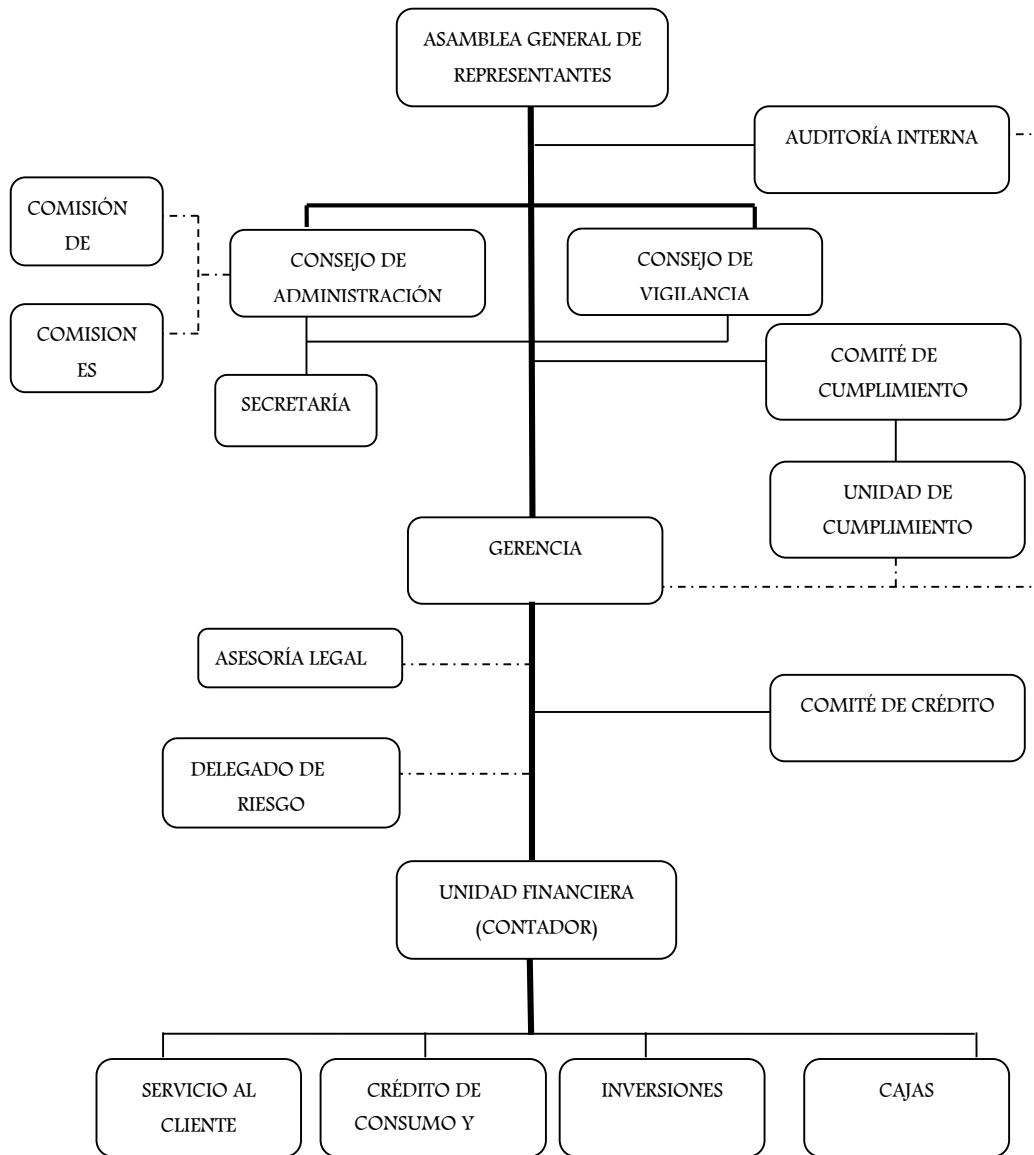 ASAMBLEA GENERAL DE
REPRESENTANTES
AUDITORÍA INTERNA
COMISIÓN
DE
CONSEJO DE
ADMINISTRACIÓN
CONSEJO DE
VIGILANCIA
COMISION
ES
COMITÉ DE
CUMPLIMIENTO
SECRETARÍA
UNIDAD DE
CUMPLIMIENTO
GERENCIA
ASESORÍA LEGAL
COMITÉ DE CRÉDITO
DELEGADO DE
RIESGO
UNIDAD FINANCIERA
(CONTADOR)
SERVICIO AL
CLIENTE
CRÉDITO DE
CONSUMO Y
INVERSIONES
CAJAS